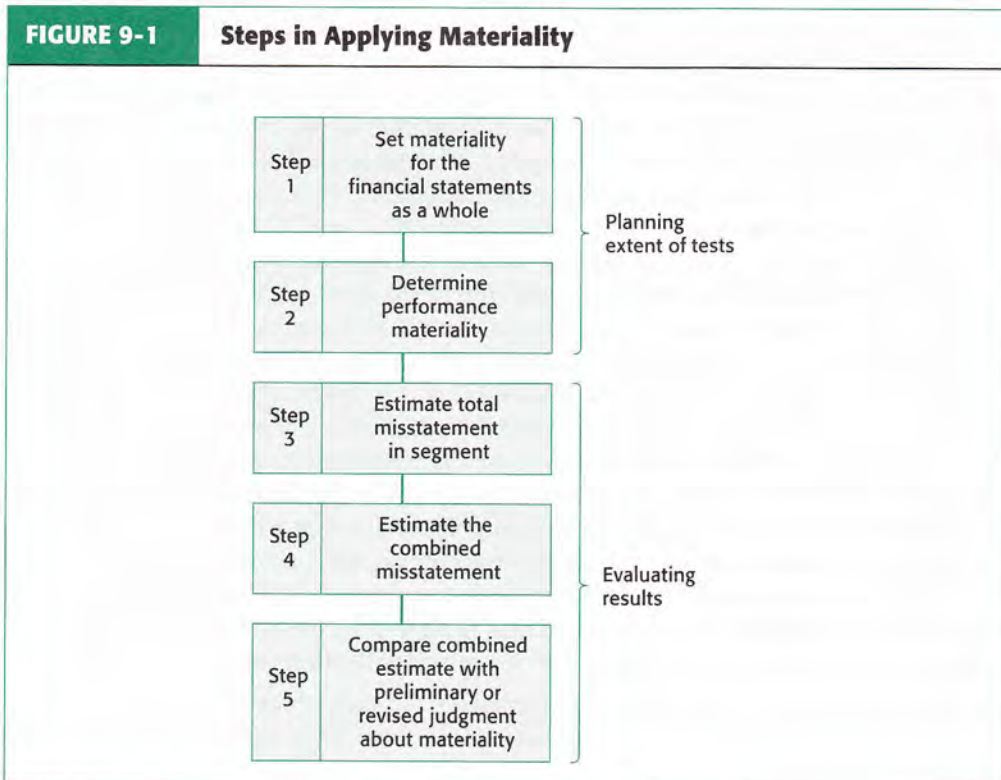 FIGURE 9-1 Steps in Applying Materiality
Step
1
Set materiality
for the
financial statements
as a whole
Planning
extent of tests
Step
2
Determine
performance
materiality
Step
3
Estimate total
misstatement
in segment
Step
4
Estimate the
combined
misstatement
Evaluating
results
Step
5
Compare combined
estimate with
preliminary or
revised judgment
about materiality